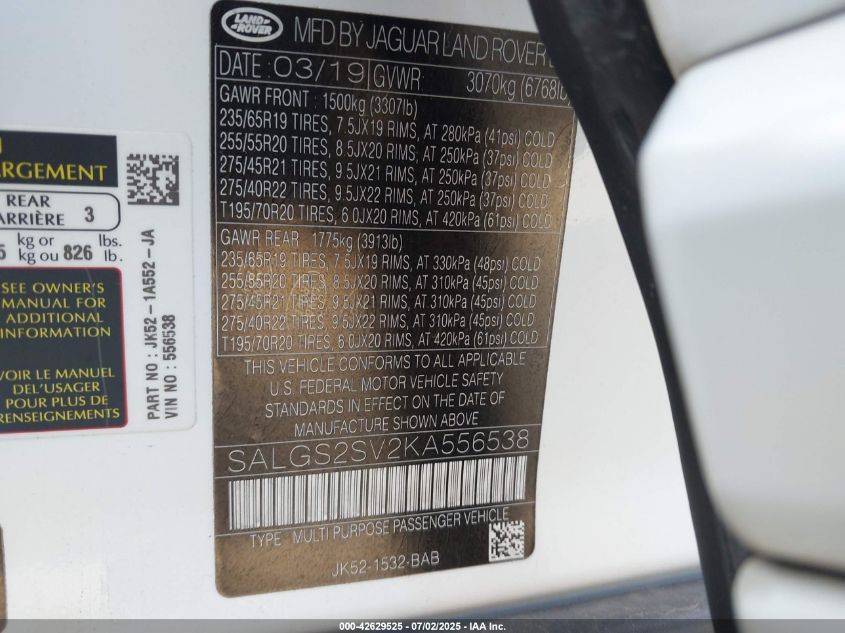 LAND
ROVER
MFD BY JAGUAR LAND ROVER
DATE: 03/19 GVWR: 3070kg (6768lb)
GAWR FRONT : 1500kg (3307lb)
235/65R19 TIRES, 7.5JX19 RIMS, AT 280kPa (41psi) COLD
255/55R20 TIRES, 8.5JX20 RIMS, AT 250kPa (37psi) COLD
275/45R21 TIRES, 9.5JX21 RIMS, AT 250kPa (37psi) COLD
275/40R22 TIRES, 9.5JX22 RIMS, AT 250kPa (37psi) COLD
T195/70R20 TIRES, 6.0JX20 RIMS, AT 420kPa (61psi) COLD
GAWR REAR : 1775kg (3913lb)
235/65R19 TIRES, 7.5JX19 RIMS, AT 330kPa (48psi) COLD
255/55R20 TIRES, 8.5JX20 RIMS, AT 310kPa (45psi) COLD
275/45R21 TIRES, 9.5JX21 RIMS, AT 310kPa (45psi) COLD
275/40R22 TIRES, 9.5JX22 RIMS, AT 310kPa (45psi) COLD
T195/70R20 TIRES, 6.0JX20 RIMS, AT 420kPa (61psi) COLD
THIS VEHICLE CONFORMS TO ALL APPLICABLE
U.S. FEDERAL MOTOR VEHICLE SAFETY
STANDARDS IN EFFECT ON THE DATE OF
MANUFACTURE SHOWN ABOVE
SALGS2SV2KA556538
TYPE: MULTI PURPOSE PASSENGER VEHICLE
JK52-1532-BAB
REAR
3
kg or lbs.
kg ou 826 lb.
SEE OWNER'S
MANUAL FOR
ADDITIONAL
INFORMATION
VOIR LE MANUEL
DEL'USAGER
POUR PLUS DE
RENSEIGNEMENTS
PART NO : JK52-1A552-JA
VIN NO : 556538
000-42629525 - 07/02/2025 - © IAA Inc.